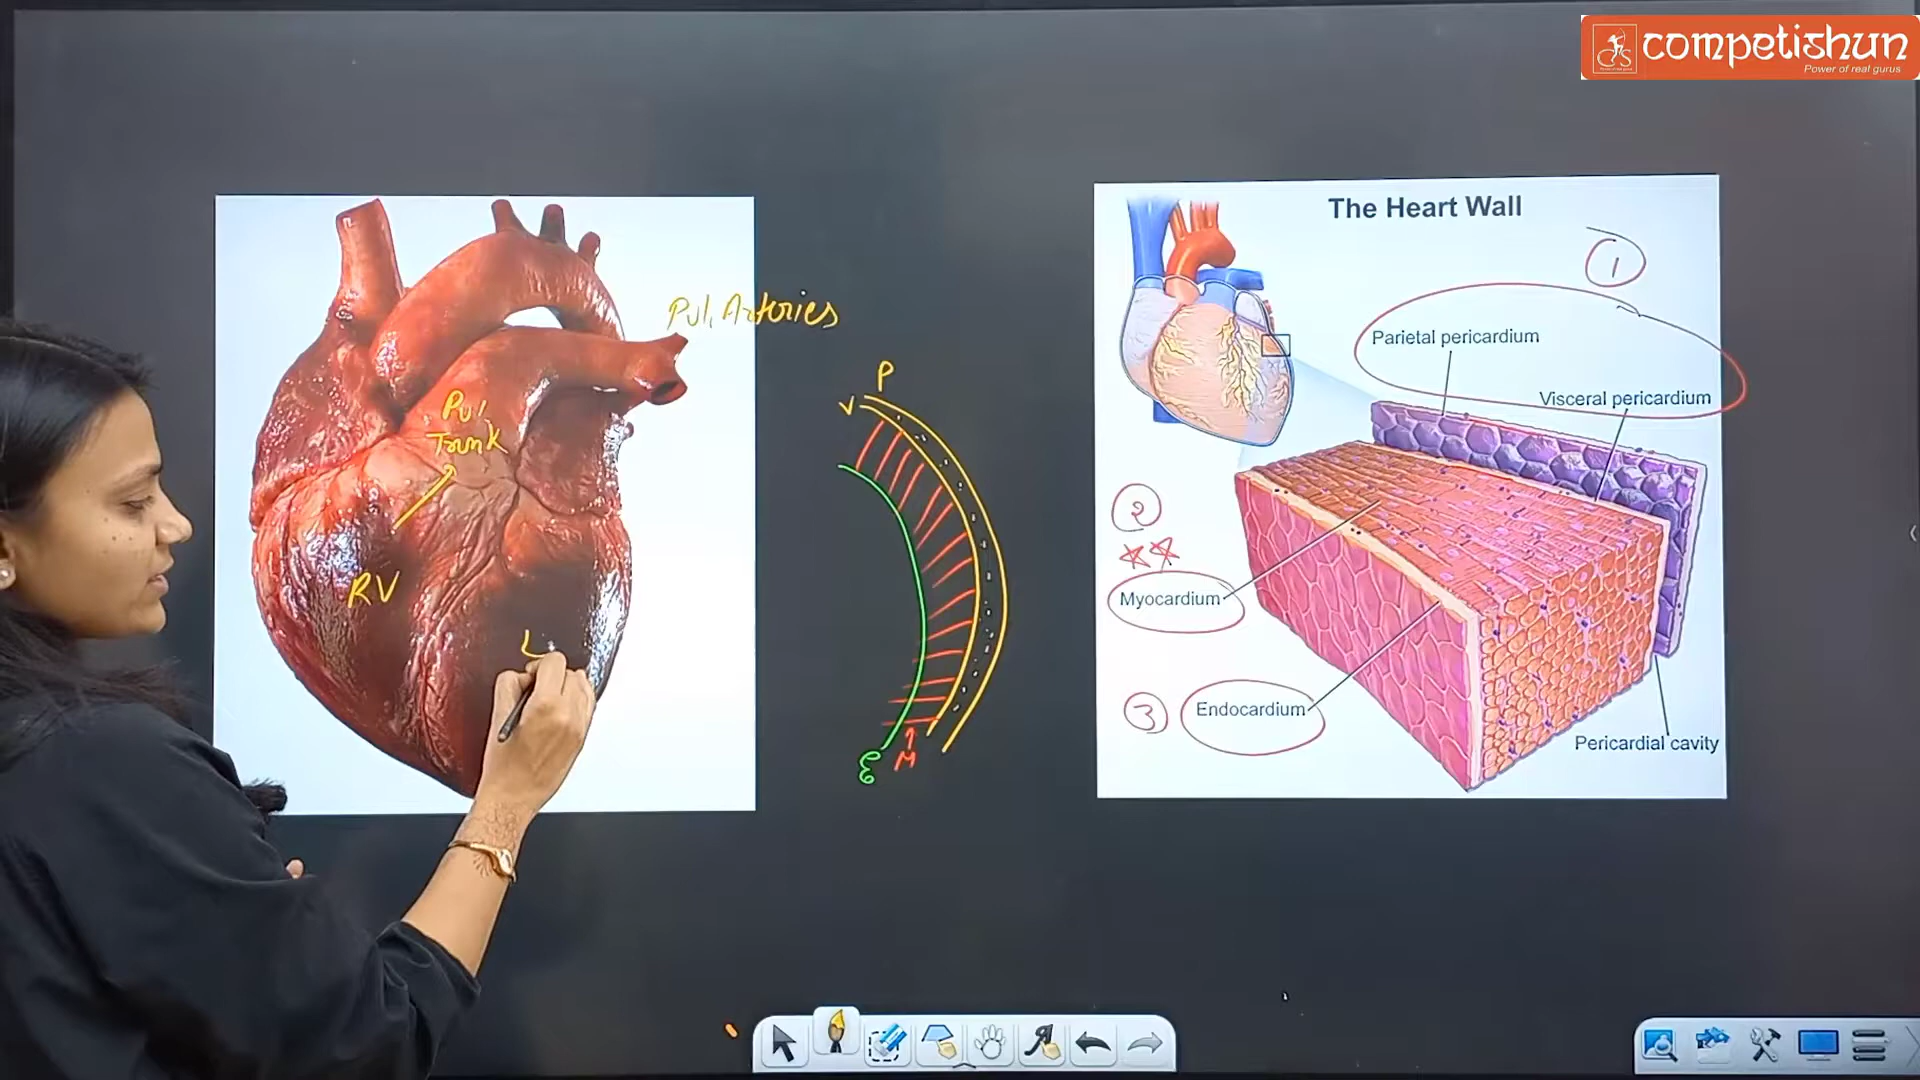 competishun
Power of real gurus
Pul. Arteries
Pul
Trunk
RV
L
P
V
E
M
The Heart Wall
1
Parietal pericardium
Visceral pericardium
2
Myocardium
3
Endocardium
Pericardial cavity